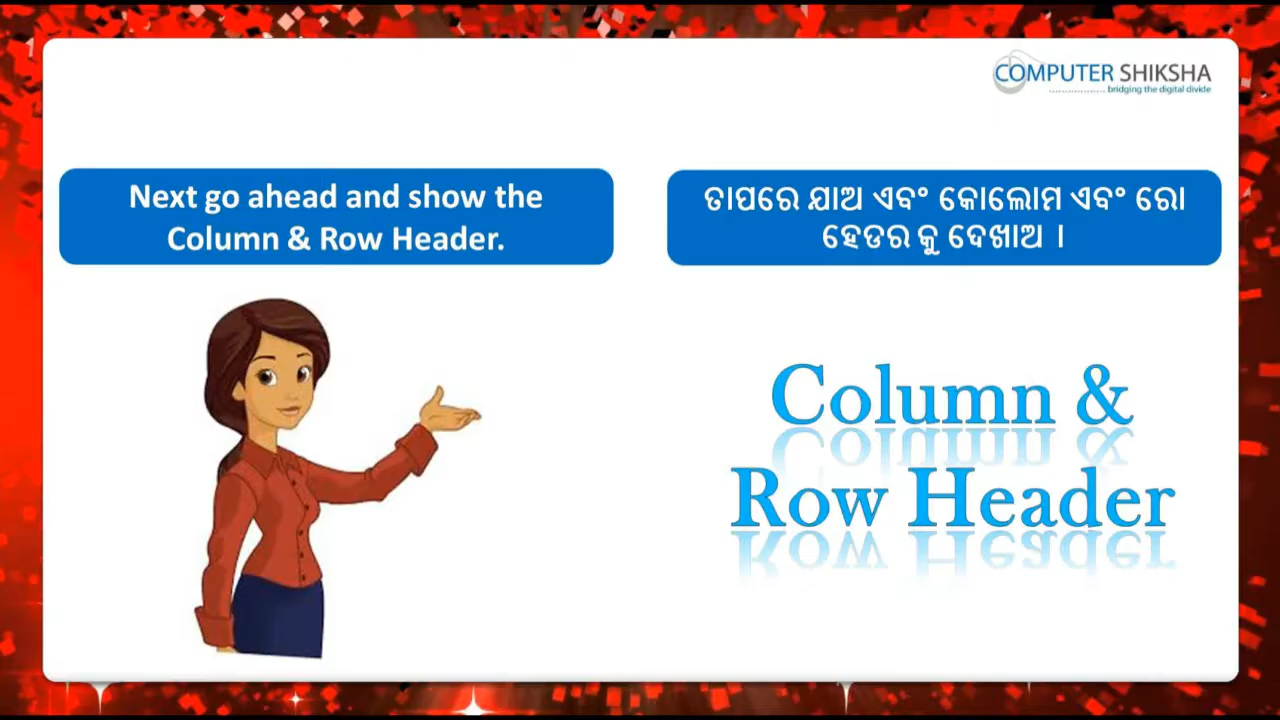 COMPUTER SHIKSHA
bridging the digital divide
Next go ahead and show the
Column & Row Header.
ତାପରେ ଯାଅ ଏବଂ କୋଲୋମ ଏବଂ ରୋ
ହେଡର କୁ ଦେଖାଅ ।
Column &
Row Header